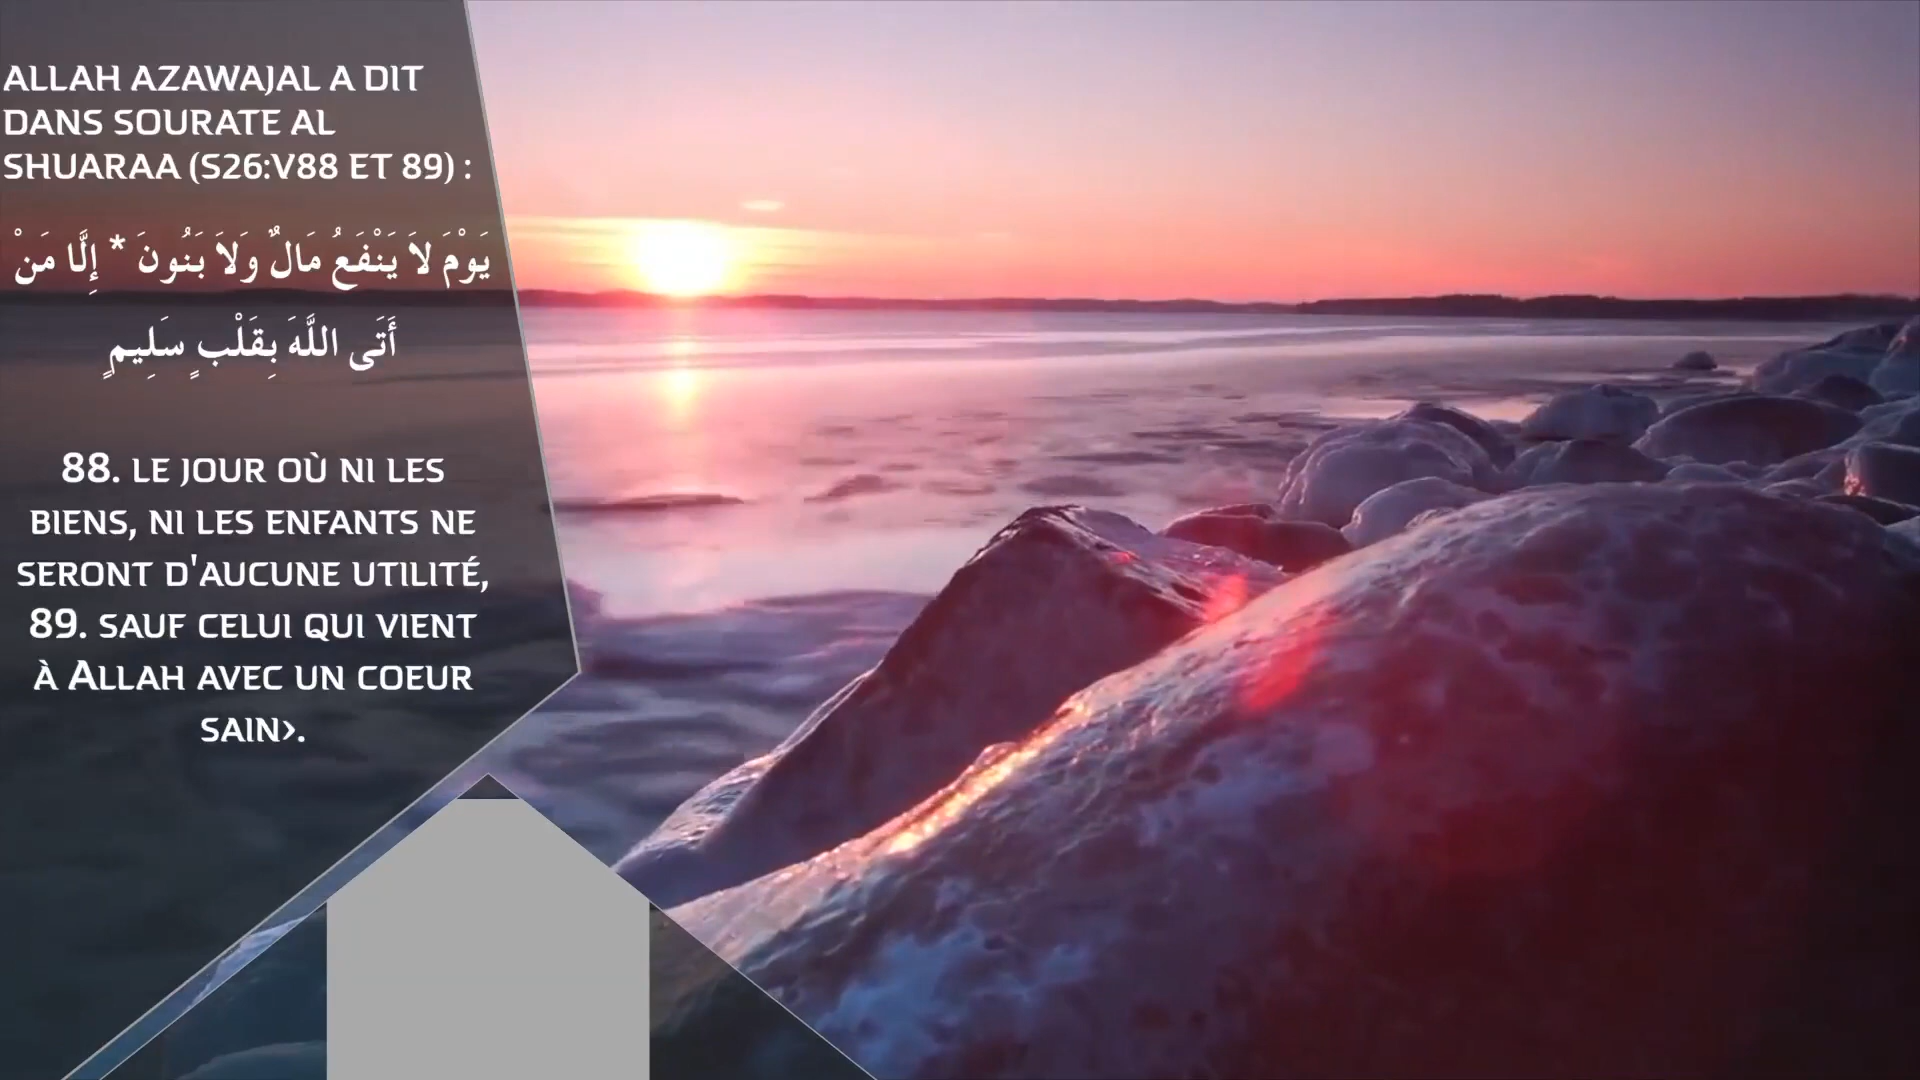 ALLAH AZAWAJAL A DIT
DANS SOURATE AL
SHUARAA (S26:V88 ET 89) :
يَوْمَ لاَ يَنْفَعُ مَالٌ وَلاَ بَنُونَ * إِلَّا مَنْ
أَتَى اللَّهَ بِقَلْبٍ سَلِيمٍ
88. LE JOUR OÙ NI LES
BIENS, NI LES ENFANTS NE
SERONT D'AUCUNE UTILITÉ,
89. SAUF CELUI QUI VIENT
À ALLAH AVEC UN COEUR
SAIN>.